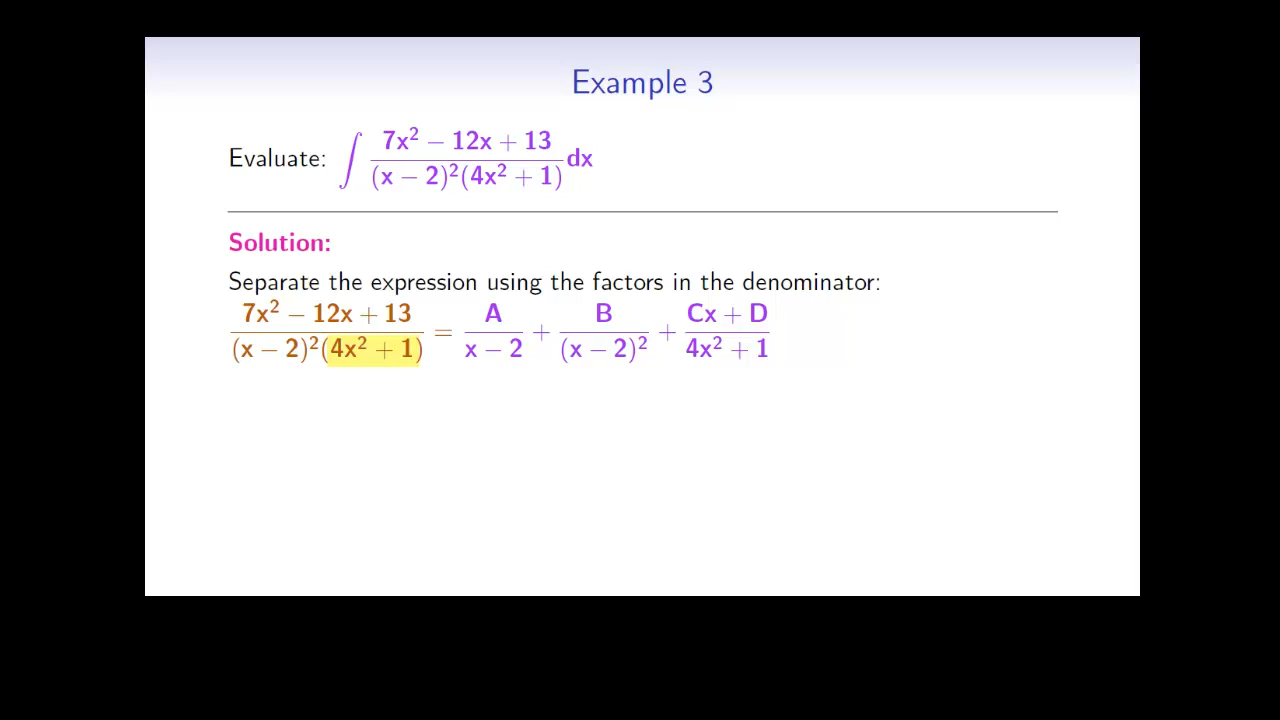 Example 3
Evaluate: ∫ (7x² − 12x + 13) / ((x − 2)²(4x² + 1)) dx
Solution:
Separate the expression using the factors in the denominator:
(7x² − 12x + 13) / ((x − 2)²(4x² + 1)) = A / (x − 2) + B / (x − 2)² + (Cx + D) / (4x² + 1)